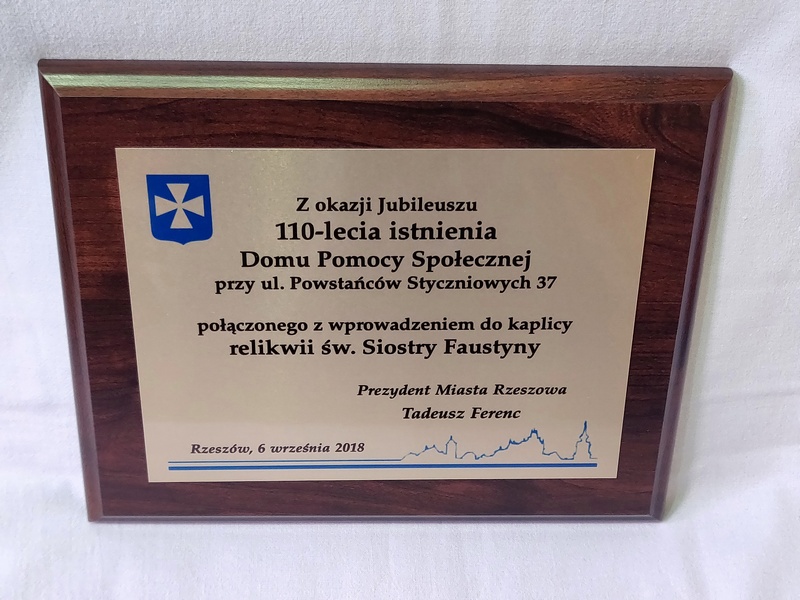 Z okazji Jubileuszu
110-lecia istnienia
Domu Pomocy Społecznej
przy ul. Powstańców Styczniowych 37
połączonego z wprowadzeniem do kaplicy
relikwii św. Siostry Faustyny
Prezydent Miasta Rzeszowa
Tadeusz Ferenc
Rzeszów, 6 września 2018